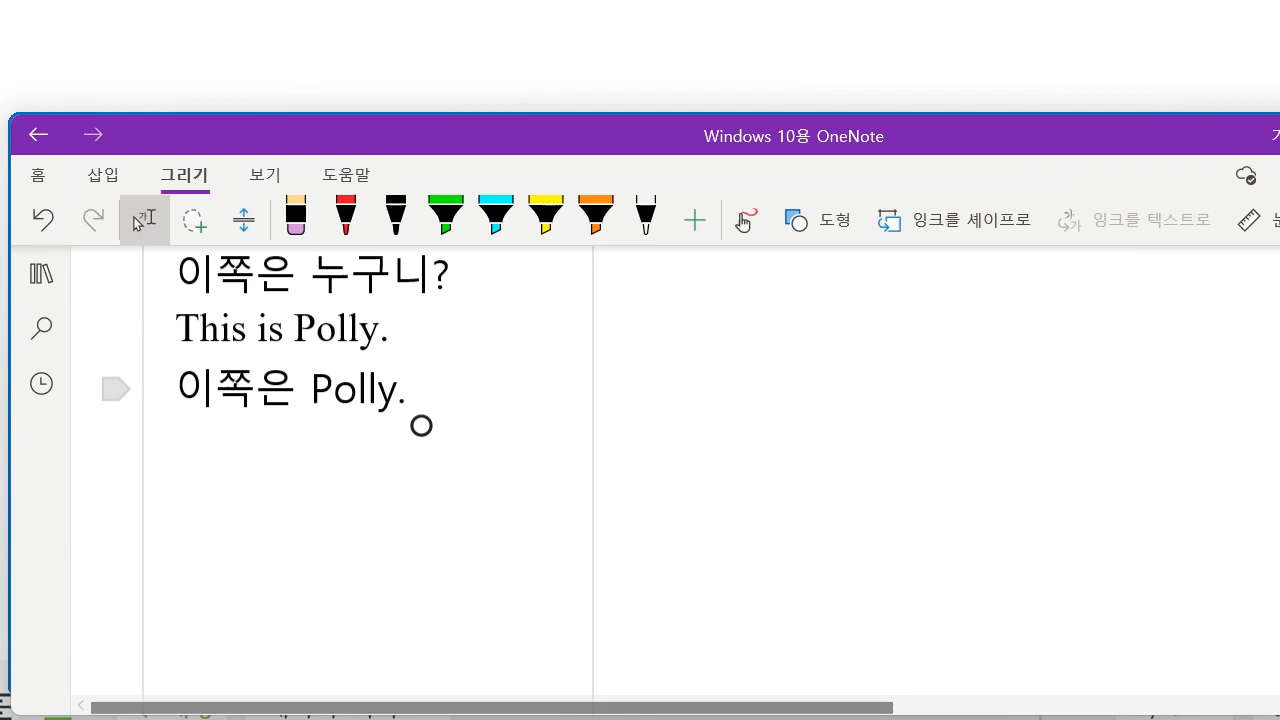 Windows 10용 OneNote
홈 삽입 그리기 보기 도움말
도형 잉크를 셰이프로 잉크를 텍스트로
이쪽은 누구니?
This is Polly.
이쪽은 Polly.